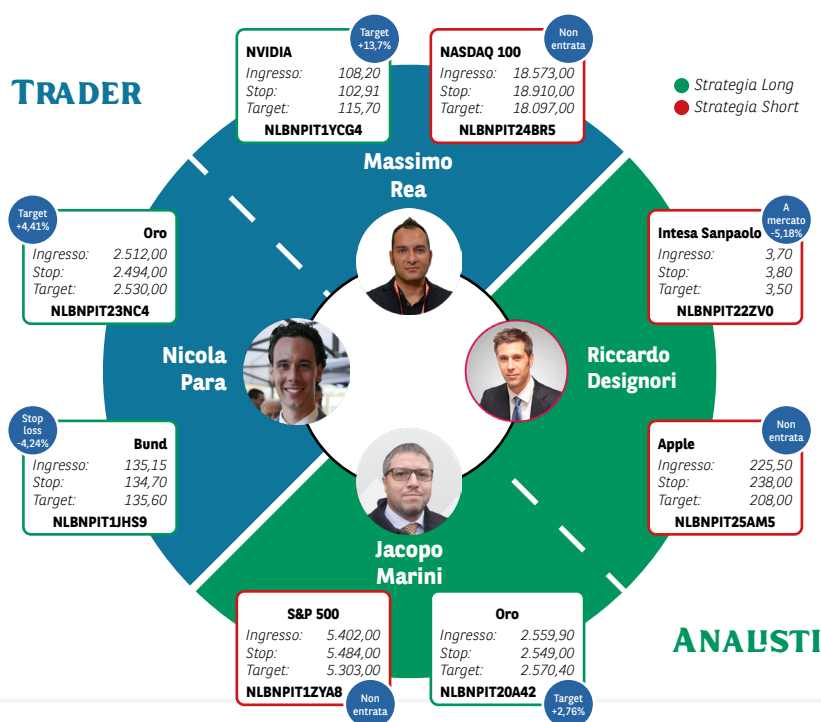 TRADER
NVIDIA
Ingresso: 108,20
Stop: 102,91
Target: 115,70
NLBNPIT1YCG4
Target
+13,7%
NASDAQ 100
Ingresso: 18.573,00
Stop: 18.910,00
Target: 18.097,00
NLBNPIT24BR5
Non
entrata
Strategia Long
Strategia Short
Massimo
Rea
Target
+4,41%
Oro
Ingresso: 2.512,00
Stop: 2.494,00
Target: 2.530,00
NLBNPIT23NC4
A
mercato
-5,18%
Intesa Sanpaolo
Ingresso: 3,70
Stop: 3,80
Target: 3,50
NLBNPIT22ZV0
Nicola
Para
Riccardo
Designori
Stop
loss
-4,24%
Bund
Ingresso: 135,15
Stop: 134,70
Target: 135,60
NLBNPIT1JHS9
Non
entrata
Apple
Ingresso: 225,50
Stop: 238,00
Target: 208,00
NLBNPIT25AM5
Jacopo
Marini
S&P 500
Ingresso: 5.402,00
Stop: 5.484,00
Target: 5.303,00
NLBNPIT1ZYA8
Non
entrata
Oro
Ingresso: 2.559,90
Stop: 2.549,00
Target: 2.570,40
NLBNPIT20A42
Target
+2,76%
ANALISTI